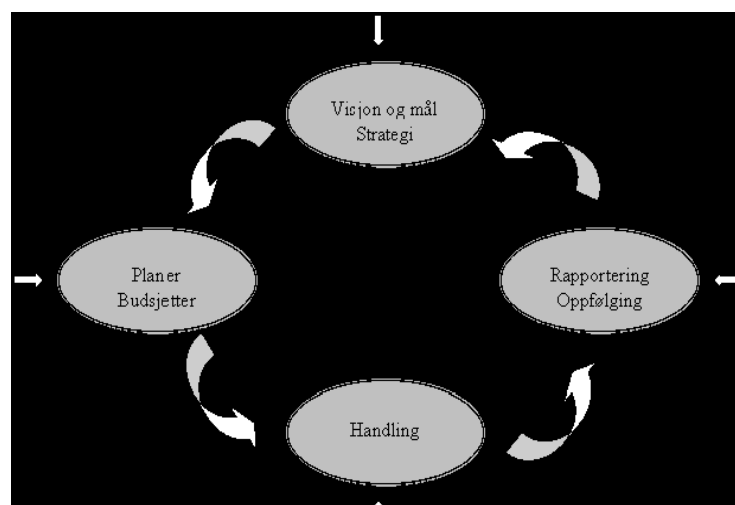 Visjon og mål
Strategi
Planer
Budsjetter
Rapportering
Oppfølging
Handling